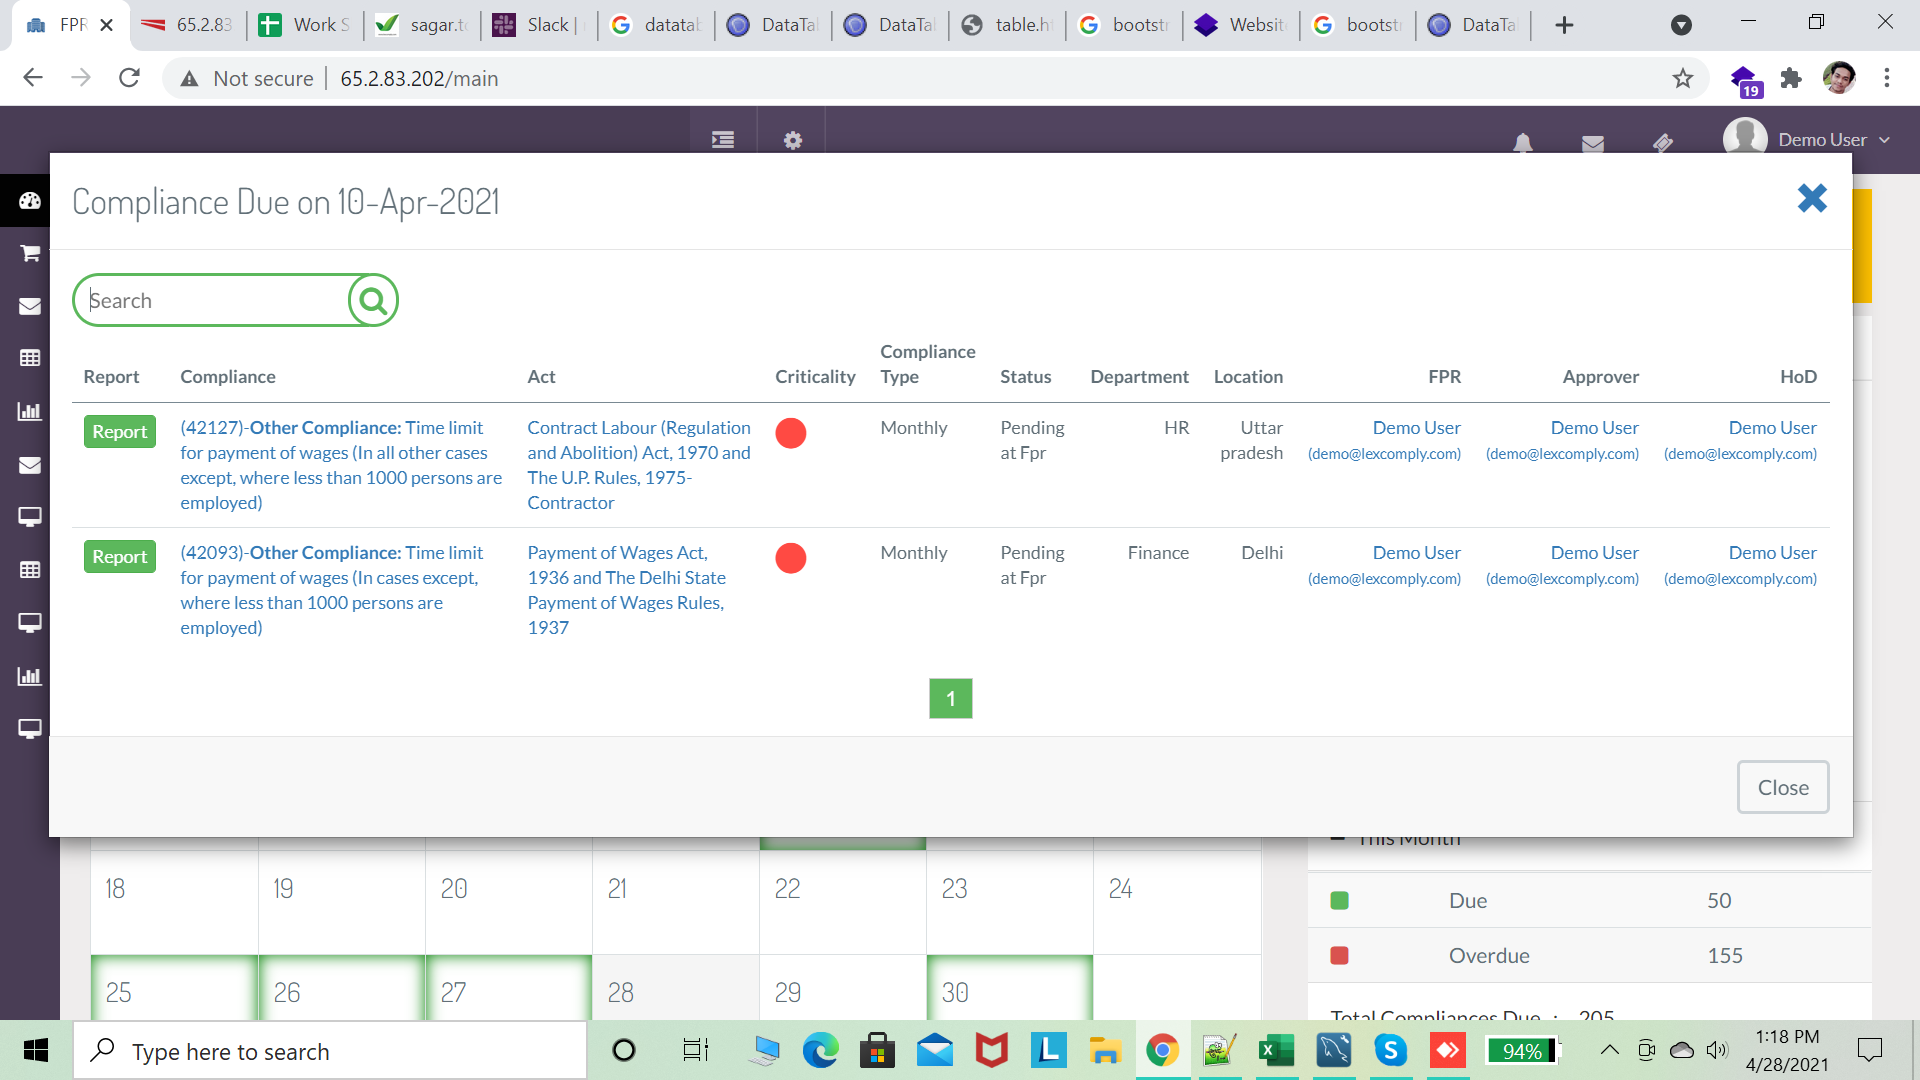 FPR
65.2.83
Work S
sagar.to
Slack |
datatab
DataTab
DataTab
table.ht
bootstr
Website
bootstr
DataTab
Not secure
65.2.83.202/main
19
Demo User
Compliance Due on 10-Apr-2021
Search
Report
Compliance
Act
Criticality
Compliance
Type
Status
Department
Location
FPR
Approver
HoD
Report
(42127)-Other Compliance: Time limit
for payment of wages (In all other cases
except, where less than 1000 persons are
employed)
Contract Labour (Regulation
and Abolition) Act, 1970 and
The U.P. Rules, 1975-
Contractor
Monthly
Pending
at Fpr
HR
Uttar
pradesh
Demo User
(demo@lexcomply.com)
Demo User
(demo@lexcomply.com)
Demo User
(demo@lexcomply.com)
Report
(42093)-Other Compliance: Time limit
for payment of wages (In cases except,
where less than 1000 persons are
employed)
Payment of Wages Act,
1936 and The Delhi State
Payment of Wages Rules,
1937
Monthly
Pending
at Fpr
Finance
Delhi
Demo User
(demo@lexcomply.com)
Demo User
(demo@lexcomply.com)
Demo User
(demo@lexcomply.com)
1
Close
This Month
18 19 20 21 22 23 24
Due 50
Overdue 155
25 26 27 28 29 30
Total Compliances Due : 205
Type here to search
L
X
S
94%
1:18 PM
4/28/2021